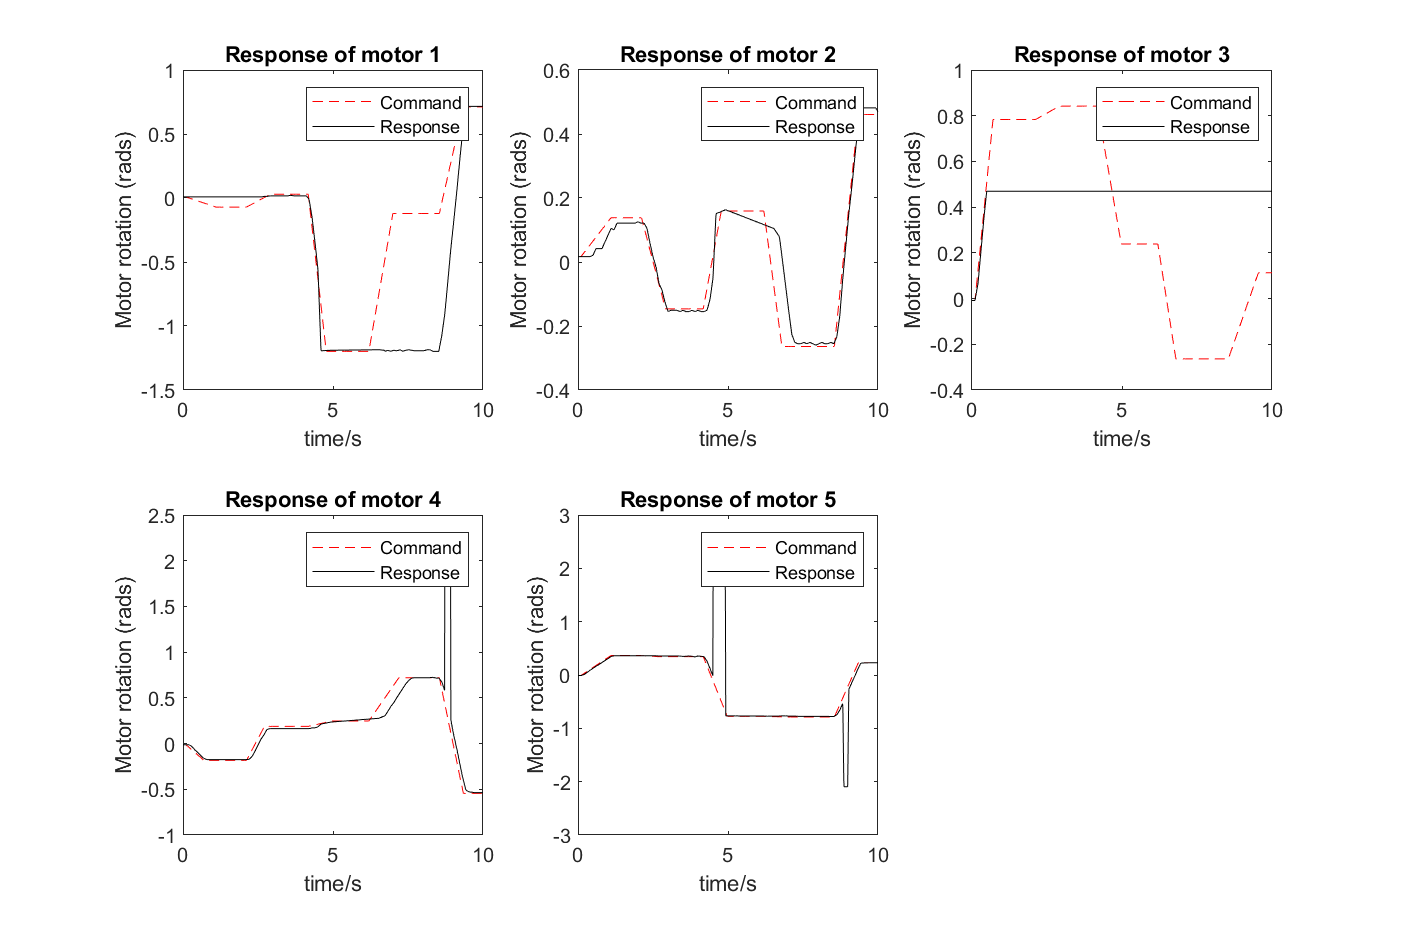 Response of motor 1
1
0.5
0
-0.5
-1
-1.5
0
5
10
Motor rotation (rads)
time/s
Command
Response
Response of motor 2
0.6
0.4
0.2
0
-0.2
-0.4
0
5
10
Motor rotation (rads)
time/s
Command
Response
Response of motor 3
1
0.8
0.6
0.4
0.2
0
-0.2
-0.4
0
5
10
Motor rotation (rads)
time/s
Command
Response
Response of motor 4
2.5
2
1.5
1
0.5
0
-0.5
-1
0
5
10
Motor rotation (rads)
time/s
Command
Response
Response of motor 5
3
2
1
0
-1
-2
-3
0
5
10
Motor rotation (rads)
time/s
Command
Response